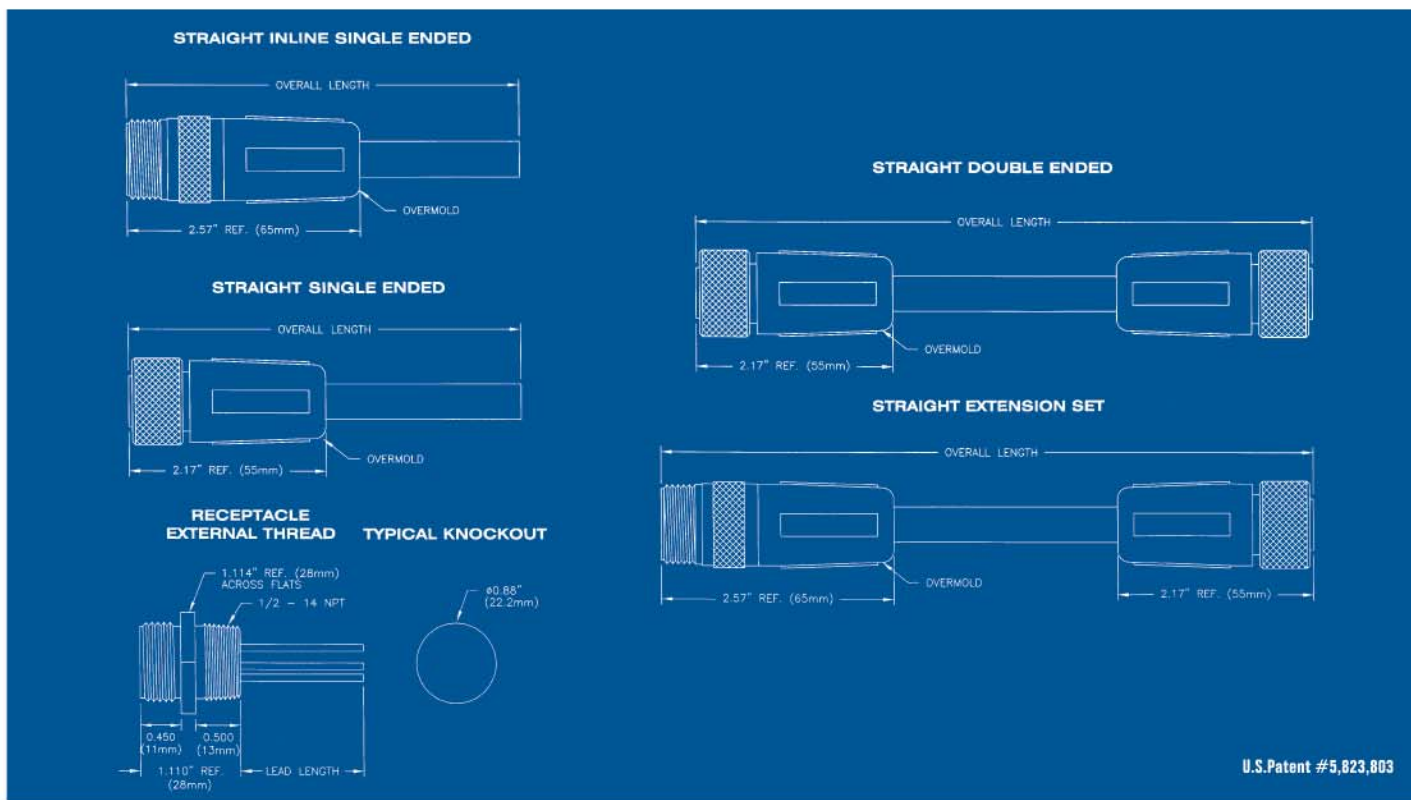 STRAIGHT INLINE SINGLE ENDED
OVERALL LENGTH
OVERMOLD
2.57" REF. (65mm)
STRAIGHT SINGLE ENDED
OVERALL LENGTH
OVERMOLD
2.17" REF. (55mm)
RECEPTACLE
EXTERNAL THREAD
1.114" REF. (28mm)
ACROSS FLATS
1/2 - 14 NPT
0.450
(11mm)
0.500
(13mm)
1.110" REF.
(28mm)
LEAD LENGTH
TYPICAL KNOCKOUT
ø0.88"
(22.2mm)
STRAIGHT DOUBLE ENDED
OVERALL LENGTH
OVERMOLD
2.17" REF. (55mm)
STRAIGHT EXTENSION SET
OVERALL LENGTH
OVERMOLD
2.57" REF. (65mm)
2.17" REF. (55mm)
U.S.Patent #5,823,803